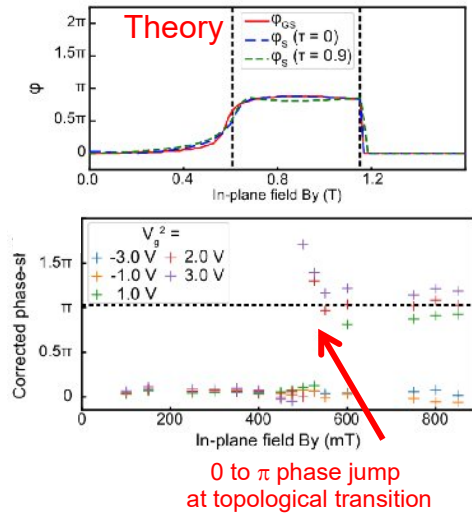 Theory
2π
1.5π
π
0.5π
0
φ
φGS
φS (τ = 0)
φS (τ = 0.9)
0.0 0.4 0.8 1.2
In-plane field By (T)
Corrected phase-s
1.5π
π
0.5π
0
Vg2 =
-3.0 V 2.0 V
-1.0 V 3.0 V
1.0 V
0 200 400 600 800
In-plane field By (mT)
0 to π phase jump
at topological transition